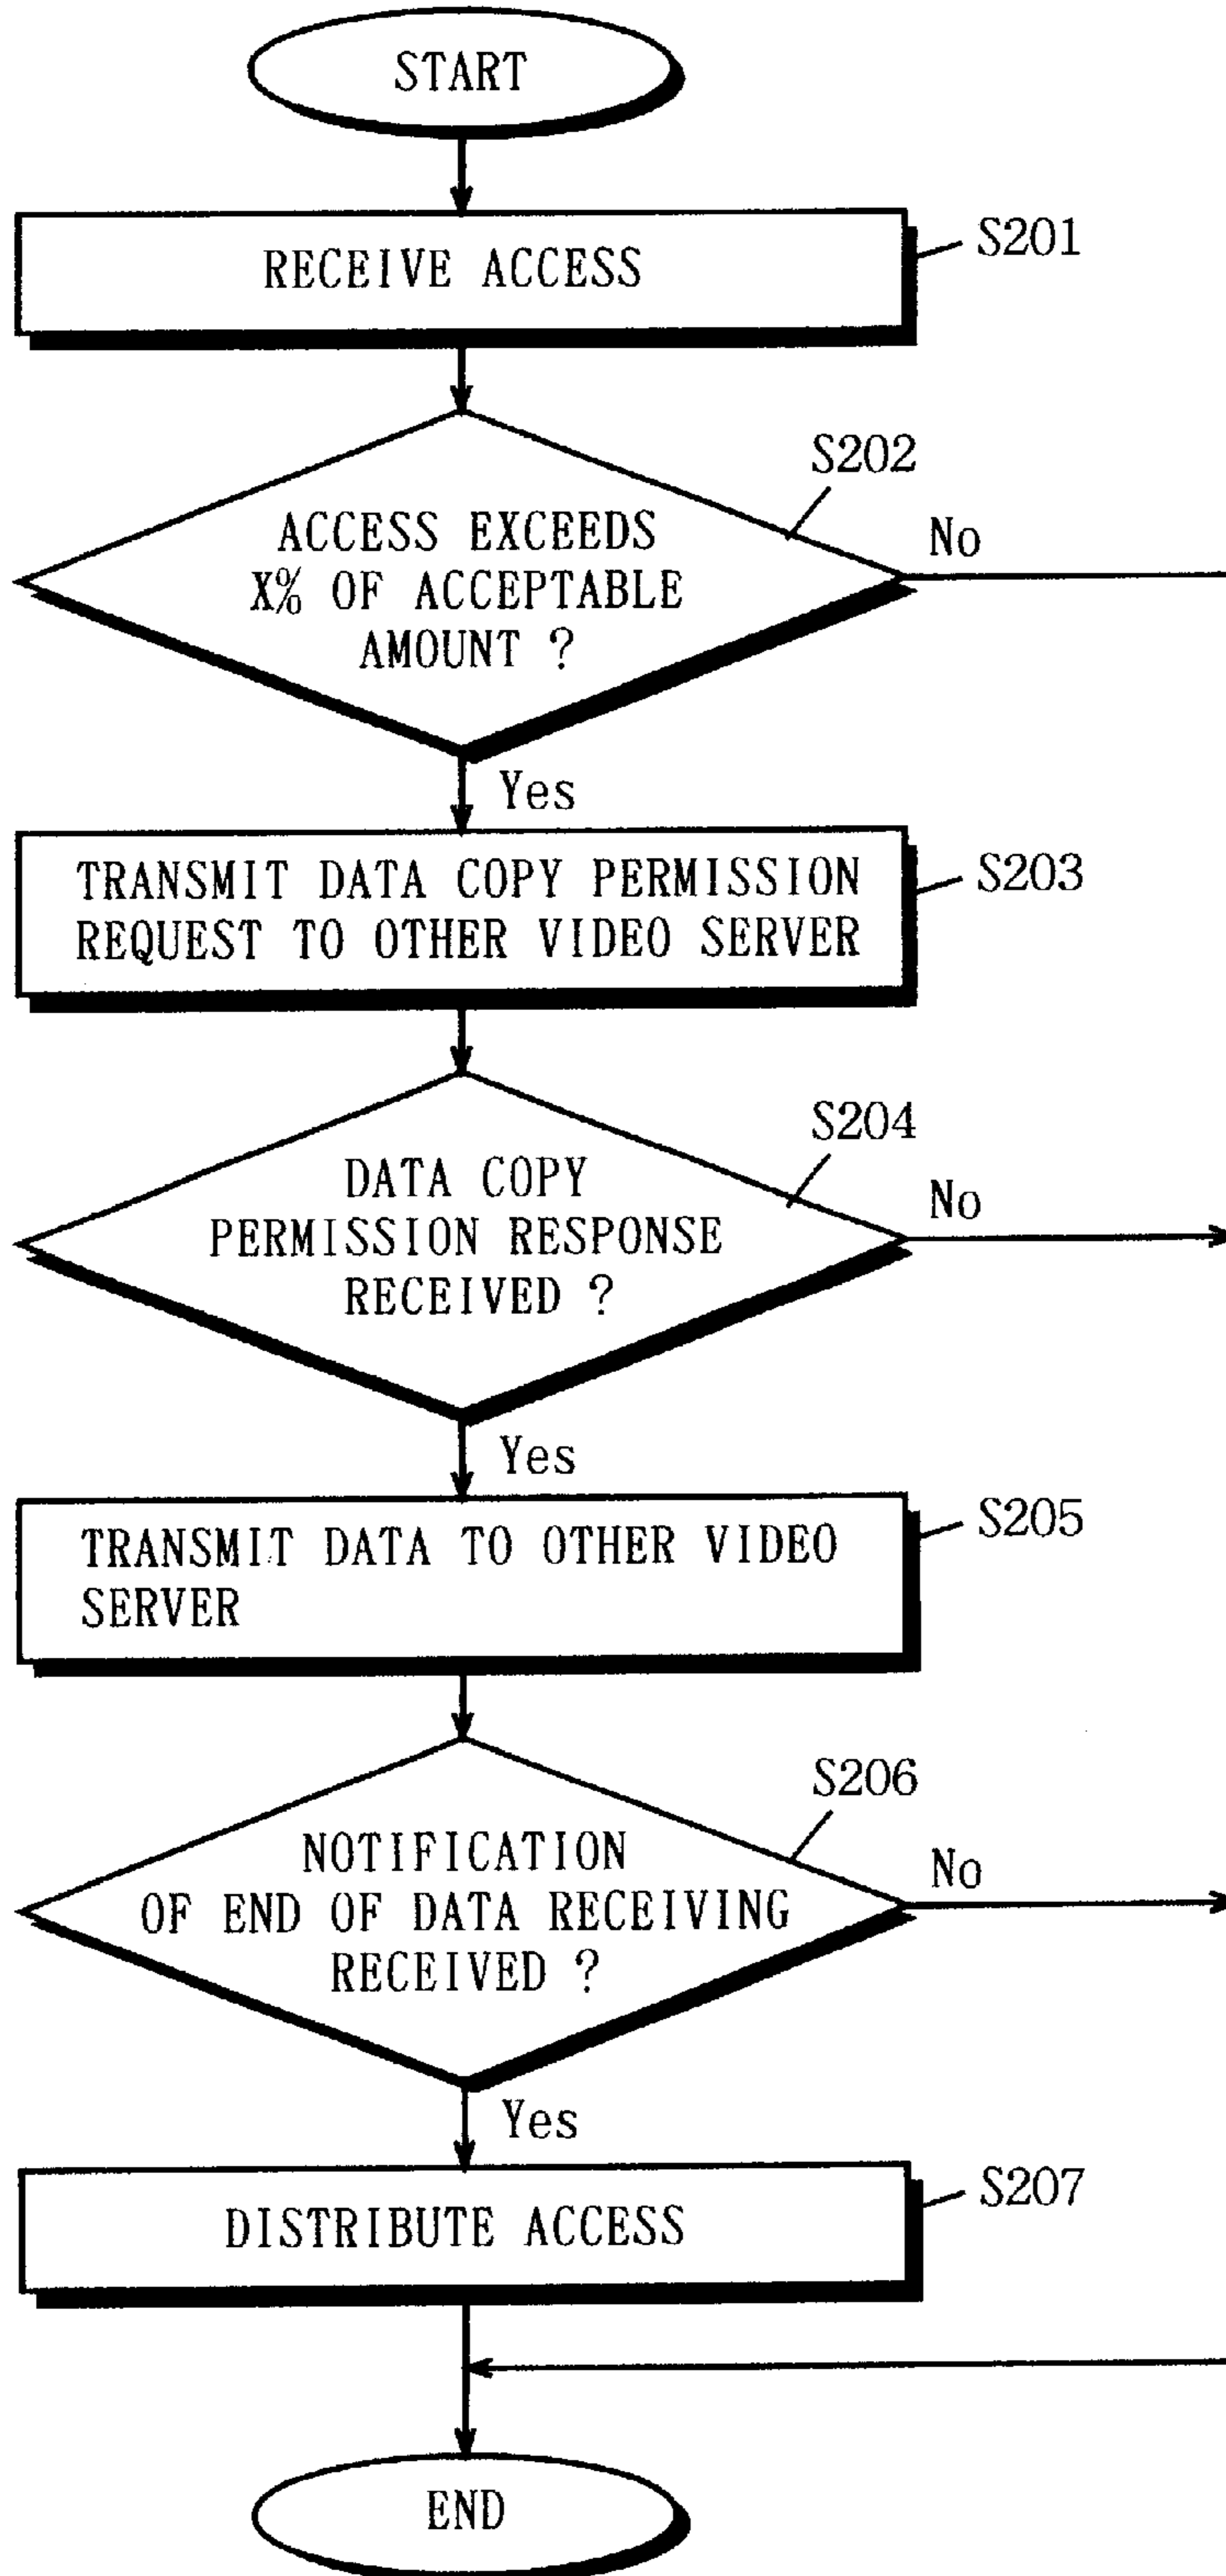 START
RECEIVE ACCESS
S201
S202
ACCESS EXCEEDS
X% OF ACCEPTABLE
AMOUNT ?
No
Yes
TRANSMIT DATA COPY PERMISSION
REQUEST TO OTHER VIDEO SERVER
S203
S204
DATA COPY
PERMISSION RESPONSE
RECEIVED ?
No
Yes
TRANSMIT DATA TO OTHER VIDEO
SERVER
S205
S206
NOTIFICATION
OF END OF DATA RECEIVING
RECEIVED ?
No
Yes
DISTRIBUTE ACCESS
S207
END